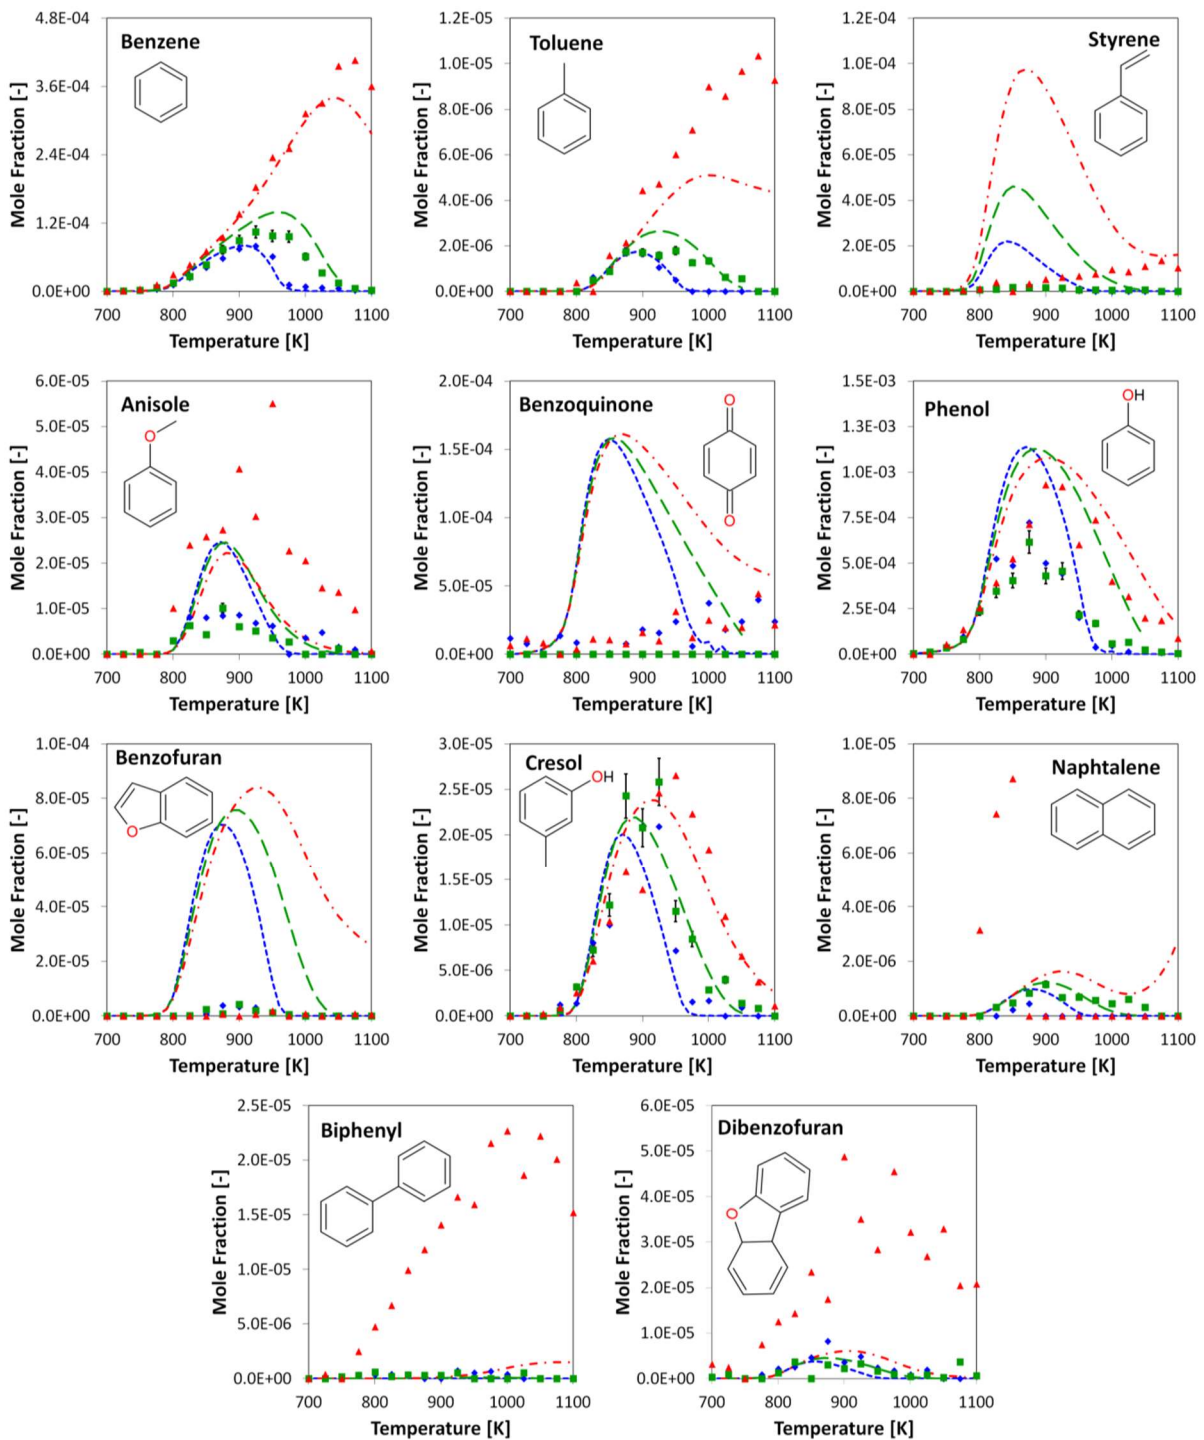 4.8E-04
3.6E-04
2.4E-04
1.2E-04
0.0E+00
Mole Fraction [-]
Benzene
700 800 900 1000 1100
Temperature [K]
1.2E-05
1.0E-05
8.0E-06
6.0E-06
4.0E-06
2.0E-06
0.0E+00
Mole Fraction [-]
Toluene
700 800 900 1000 1100
Temperature [K]
1.2E-04
1.0E-04
8.0E-05
6.0E-05
4.0E-05
2.0E-05
0.0E+00
Mole Fraction [-]
Styrene
700 800 900 1000 1100
Temperature [K]
6.0E-05
5.0E-05
4.0E-05
3.0E-05
2.0E-05
1.0E-05
0.0E+00
Mole Fraction [-]
Anisole
O
700 800 900 1000 1100
Temperature [K]
2.0E-04
1.5E-04
1.0E-04
5.0E-05
0.0E+00
Mole Fraction [-]
Benzoquinone
O
O
700 800 900 1000 1100
Temperature [K]
1.5E-03
1.3E-03
1.0E-03
7.5E-04
5.0E-04
2.5E-04
0.0E+00
Mole Fraction [-]
Phenol
OH
700 800 900 1000 1100
Temperature [K]
1.0E-04
8.0E-05
6.0E-05
4.0E-05
2.0E-05
0.0E+00
Mole Fraction [-]
Benzofuran
O
700 800 900 1000 1100
Temperature [K]
3.0E-05
2.5E-05
2.0E-05
1.5E-05
1.0E-05
5.0E-06
0.0E+00
Mole Fraction [-]
Cresol
OH
700 800 900 1000 1100
Temperature [K]
1.0E-05
8.0E-06
6.0E-06
4.0E-06
2.0E-06
0.0E+00
Mole Fraction [-]
Naphtalene
700 800 900 1000 1100
Temperature [K]
2.5E-05
2.0E-05
1.5E-05
1.0E-05
5.0E-06
0.0E+00
Mole Fraction [-]
Biphenyl
700 800 900 1000 1100
Temperature [K]
6.0E-05
5.0E-05
4.0E-05
3.0E-05
2.0E-05
1.0E-05
0.0E+00
Mole Fraction [-]
Dibenzofuran
O
700 800 900 1000 1100
Temperature [K]